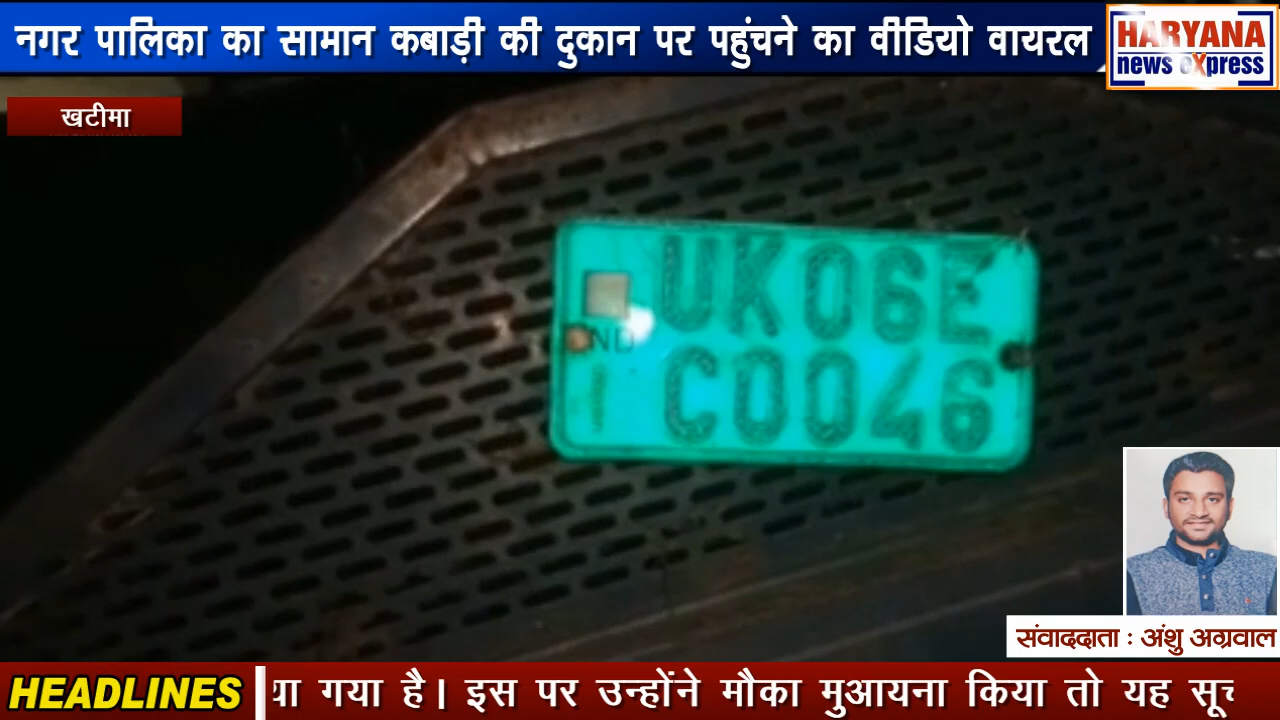 नगर पालिका का सामान कबाड़ी की दुकान पर पहुंचने का वीडियो वायरल
HARYANA
news eXpress
खटीमा
IND
UK06E
C0046
संवाददाता : अंशु अग्रवाल
HEADLINES
गया है। इस पर उन्होंने मौका मुआयना किया तो यह